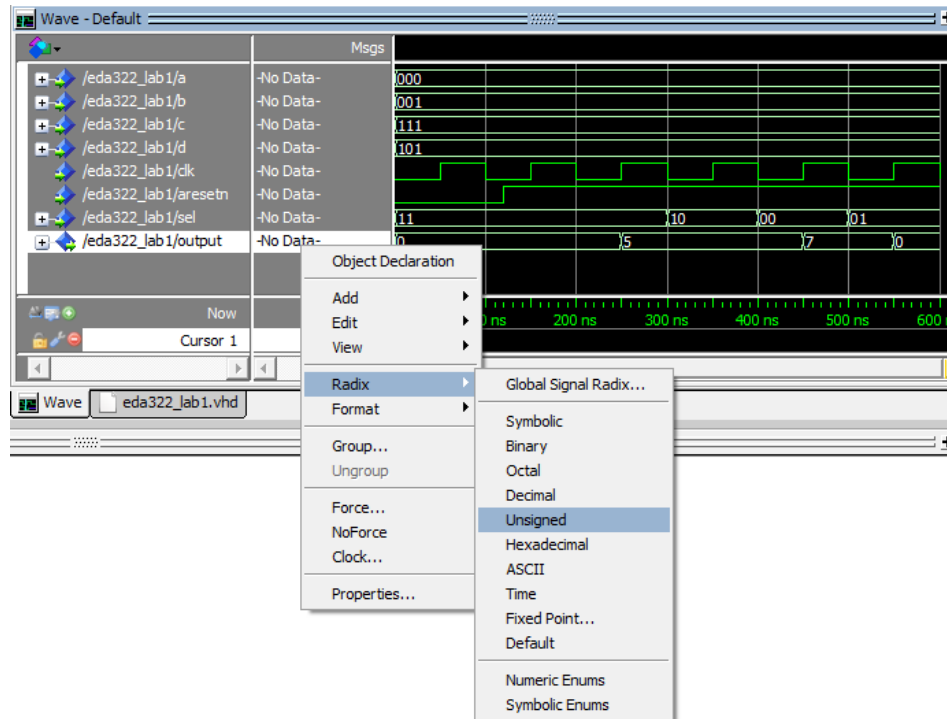 Wave - Default
Msgs
/eda322_lab1/a -No Data- 000
/eda322_lab1/b -No Data- 001
/eda322_lab1/c -No Data- 111
/eda322_lab1/d -No Data- 101
/eda322_lab1/clk -No Data-
/eda322_lab1/aresetn -No Data-
/eda322_lab1/sel -No Data- 11 10 00 01
/eda322_lab1/output -No Data- 0 5 7 0
Object Declaration
Add
Edit
View
Radix
Format
Group...
Ungroup
Force...
NoForce
Clock...
Properties...
Now
ns 200 ns 300 ns 400 ns 500 ns 600
Cursor 1
Wave eda322_lab1.vhd
Global Signal Radix...
Symbolic
Binary
Octal
Decimal
Unsigned
Hexadecimal
ASCII
Time
Fixed Point...
Default
Numeric Enums
Symbolic Enums